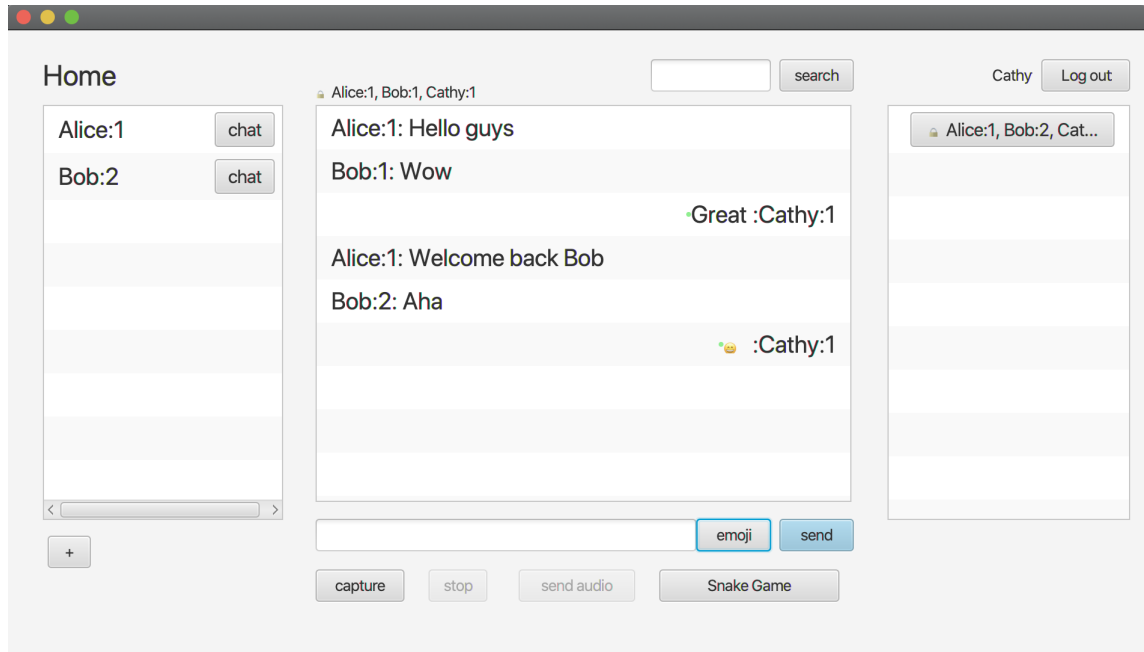 Home
search
Cathy
Log out
Alice:1, Bob:1, Cathy:1
Alice:1
chat
Bob:2
chat
Alice:1: Hello guys
Bob:1: Wow
Great :Cathy:1
Alice:1: Welcome back Bob
Bob:2: Aha
:Cathy:1
Alice:1, Bob:2, Cat...
+
emoji
send
capture
stop
send audio
Snake Game